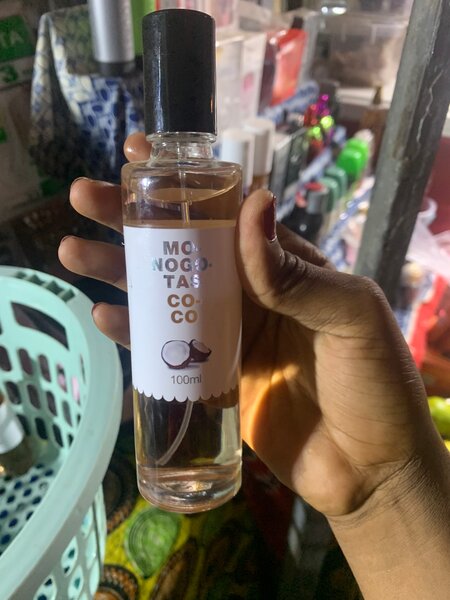 MO-
NOGO-
TAS
CO-
CO
100ml